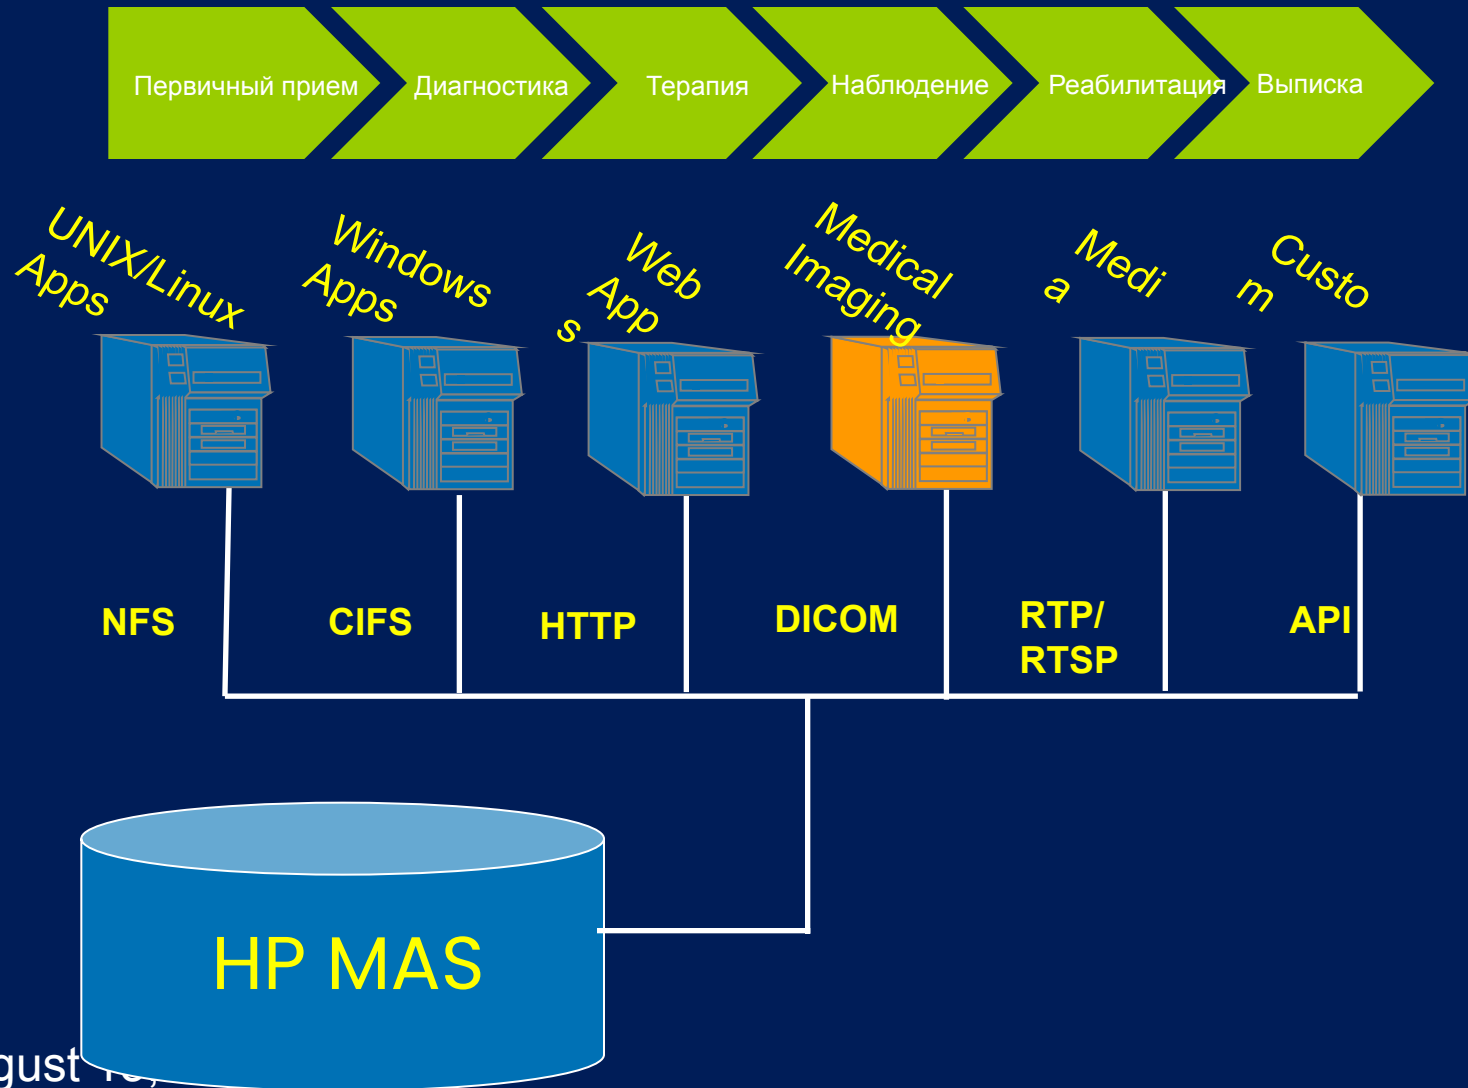 Первичный прием
Диагностика
Терапия
Наблюдение
Реабилитация
Выписка
UNIX/Linux
Apps
Windows
Apps
Web
App
s
Medical
Imaging
Medi
a
Custo
m
NFS
CIFS
HTTP
DICOM
RTP/
RTSP
API
HP MAS
gust